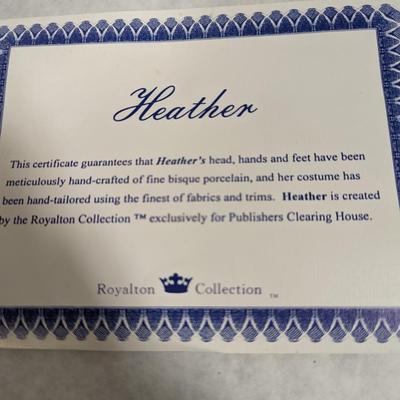 Heather
This certificate guarantees that Heather's head, hands and feet have been
meticulously hand-crafted of fine bisque porcelain, and her costume has
been hand-tailored using the finest of fabrics and trims. Heather is created
by the Royalton Collection ™ exclusively for Publishers Clearing House.
Royalton Collection ™